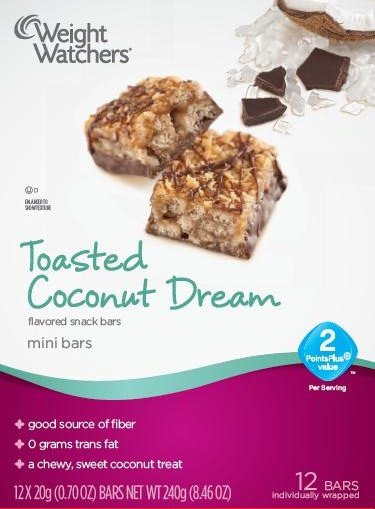 Weight
Watchers®
Ⓤ D
ENLARGED TO
SHOW TEXTURE
Toasted
Coconut Dream
flavored snack bars
mini bars
2
PointsPlus®
value
™
Per Serving
+ good source of fiber
+ 0 grams trans fat
+ a chewy, sweet coconut treat
12 X 20g (0.70 OZ) BARS NET WT 240g (8.46 OZ)
12 BARS
individually wrapped